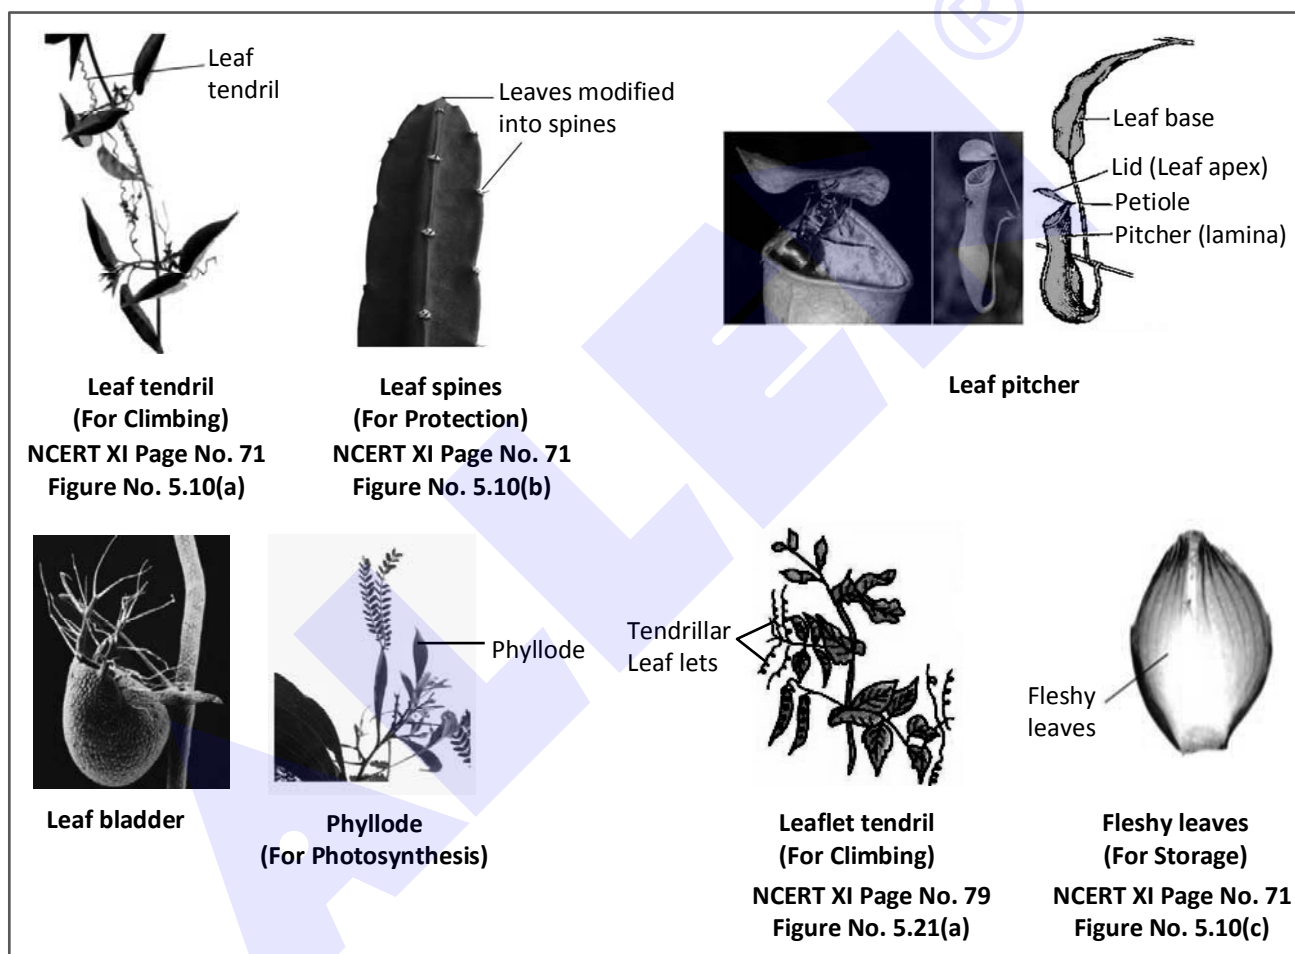 Leaf
tendril
Leaves modified
into spines
Leaf base
Lid (Leaf apex)
Petiole
Pitcher (lamina)
Leaf tendril
(For Climbing)
NCERT XI Page No. 71
Figure No. 5.10(a)
Leaf spines
(For Protection)
NCERT XI Page No. 71
Figure No. 5.10(b)
Leaf pitcher
Phyllode
Tendrillar
Leaf lets
Fleshy
leaves
Leaf bladder
Phyllode
(For Photosynthesis)
Leaflet tendril
(For Climbing)
NCERT XI Page No. 79
Figure No. 5.21(a)
Fleshy leaves
(For Storage)
NCERT XI Page No. 71
Figure No. 5.10(c)
ALLEN®